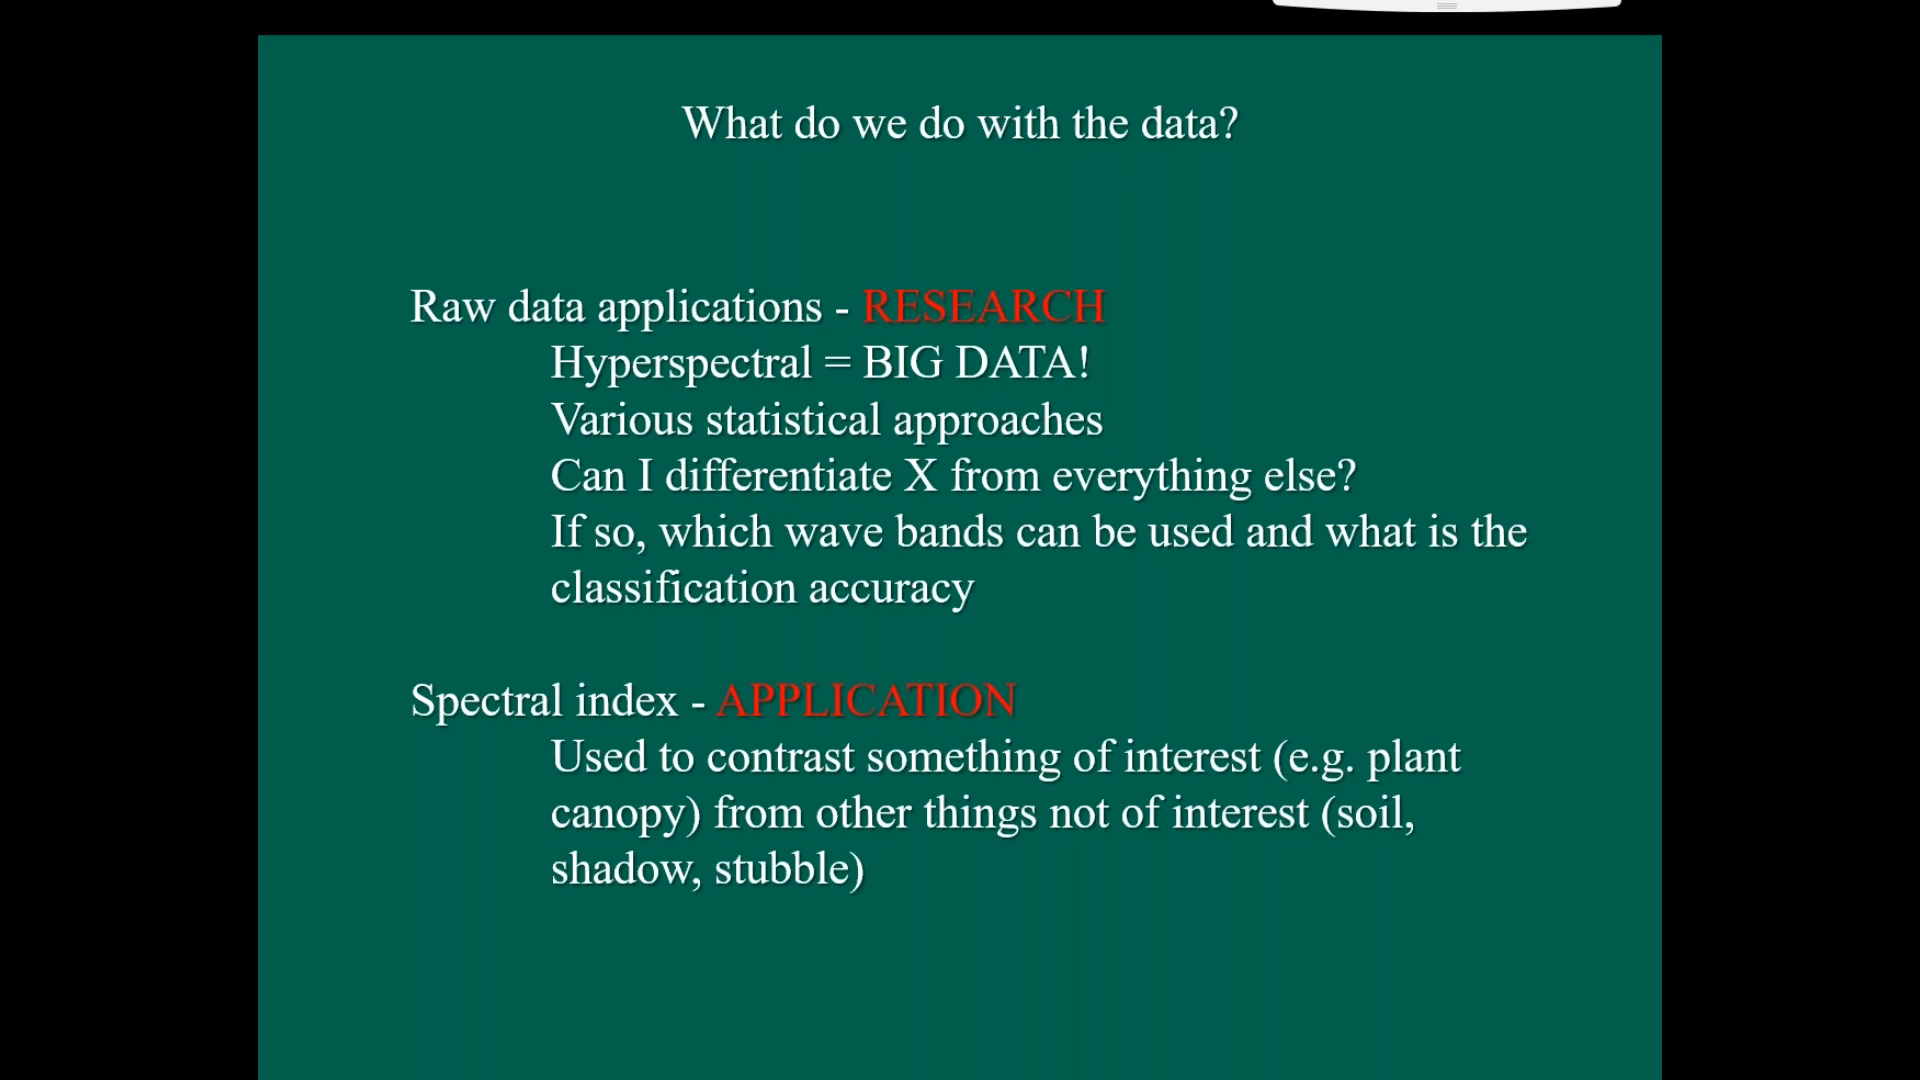 What do we do with the data?
Raw data applications - RESEARCH
Hyperspectral = BIG DATA!
Various statistical approaches
Can I differentiate X from everything else?
If so, which wave bands can be used and what is the
classification accuracy
Spectral index - APPLICATION
Used to contrast something of interest (e.g. plant
canopy) from other things not of interest (soil,
shadow, stubble)